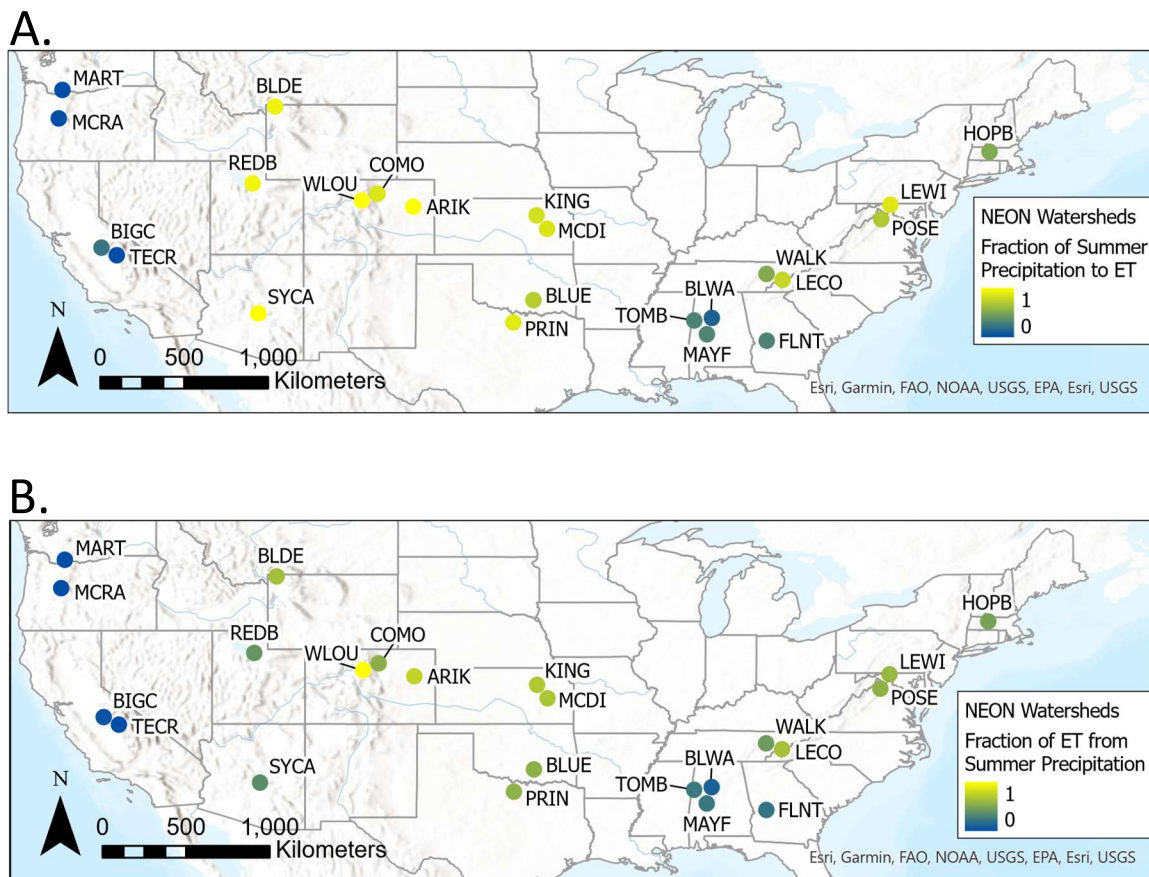 A.
MART
MCRA
BLDE
REDB
COMO
WLOU
ARIK
KING
MCDI
HOPB
LEWI
POSE
NEON Watersheds
Fraction of Summer
Precipitation to ET
1
0
BIGC
TECR
WALK
LECO
BLWA
TOMB
MAYF
FLNT
SYCA
BLUE
PRIN
N
0 500 1,000
Kilometers
Esri, Garmin, FAO, NOAA, USGS, EPA, Esri, USGS
B.
MART
MCRA
BLDE
REDB
COMO
WLOU
ARIK
KING
MCDI
HOPB
LEWI
POSE
NEON Watersheds
Fraction of ET from
Summer Precipitation
1
0
BIGC
TECR
WALK
LECO
BLWA
TOMB
MAYF
FLNT
SYCA
BLUE
PRIN
N
0 500 1,000
Kilometers
Esri, Garmin, FAO, NOAA, USGS, EPA, Esri, USGS